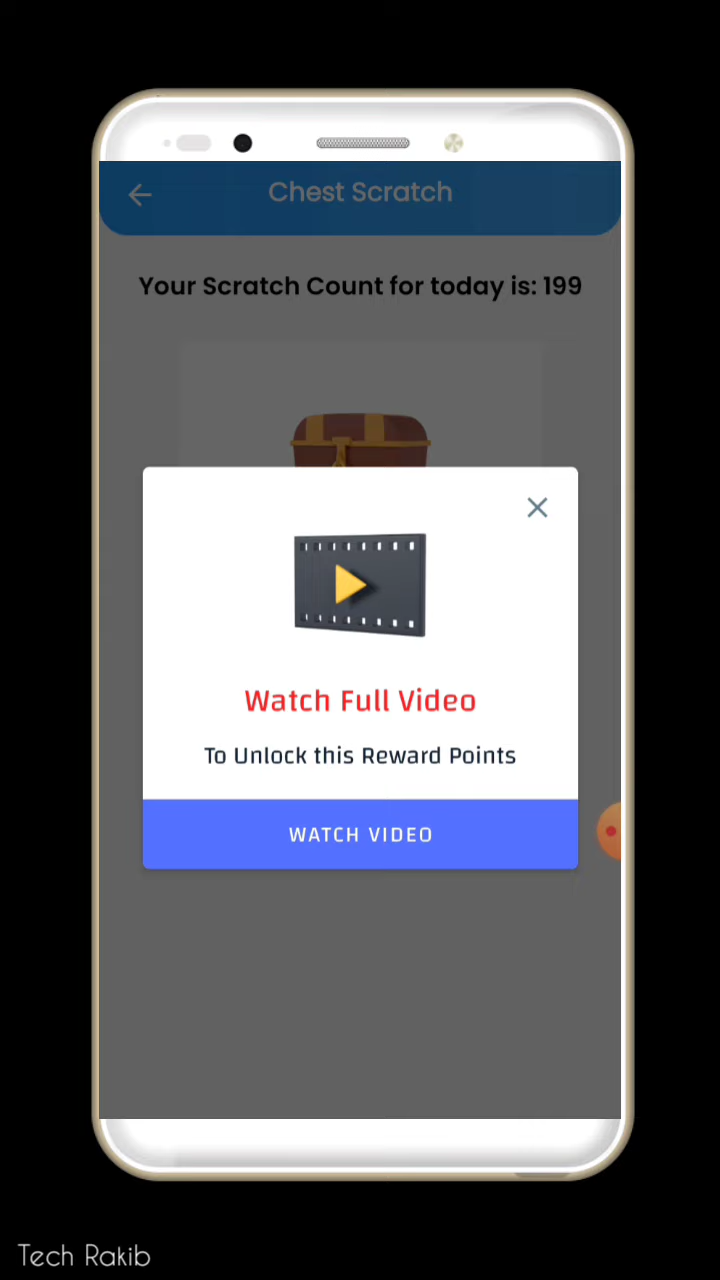 Chest Scratch
Your Scratch Count for today is: 199
Watch Full Video
To Unlock this Reward Points
WATCH VIDEO
Tech Rakib